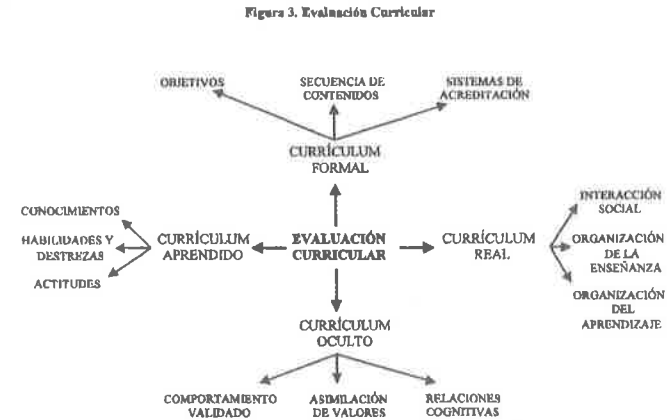 Figura 3. Evaluación Curricular
OBJETIVOS
SECUENCIA DE
CONTENIDOS
SISTEMAS DE
ACREDITACIÓN
CURRÍCULUM
FORMAL
CONOCIMIENTOS
HABILIDADES Y
DESTREZAS
ACTITUDES
CURRÍCULUM
APRENDIDO
EVALUACIÓN
CURRICULAR
CURRÍCULUM
REAL
INTERACCIÓN
SOCIAL
ORGANIZACIÓN
DE LA
ENSEÑANZA
ORGANIZACIÓN
DEL
APRENDIZAJE
CURRÍCULUM
OCULTO
COMPORTAMIENTO
VALIDADO
ASIMILACIÓN
DE VALORES
RELACIONES
COGNITIVAS